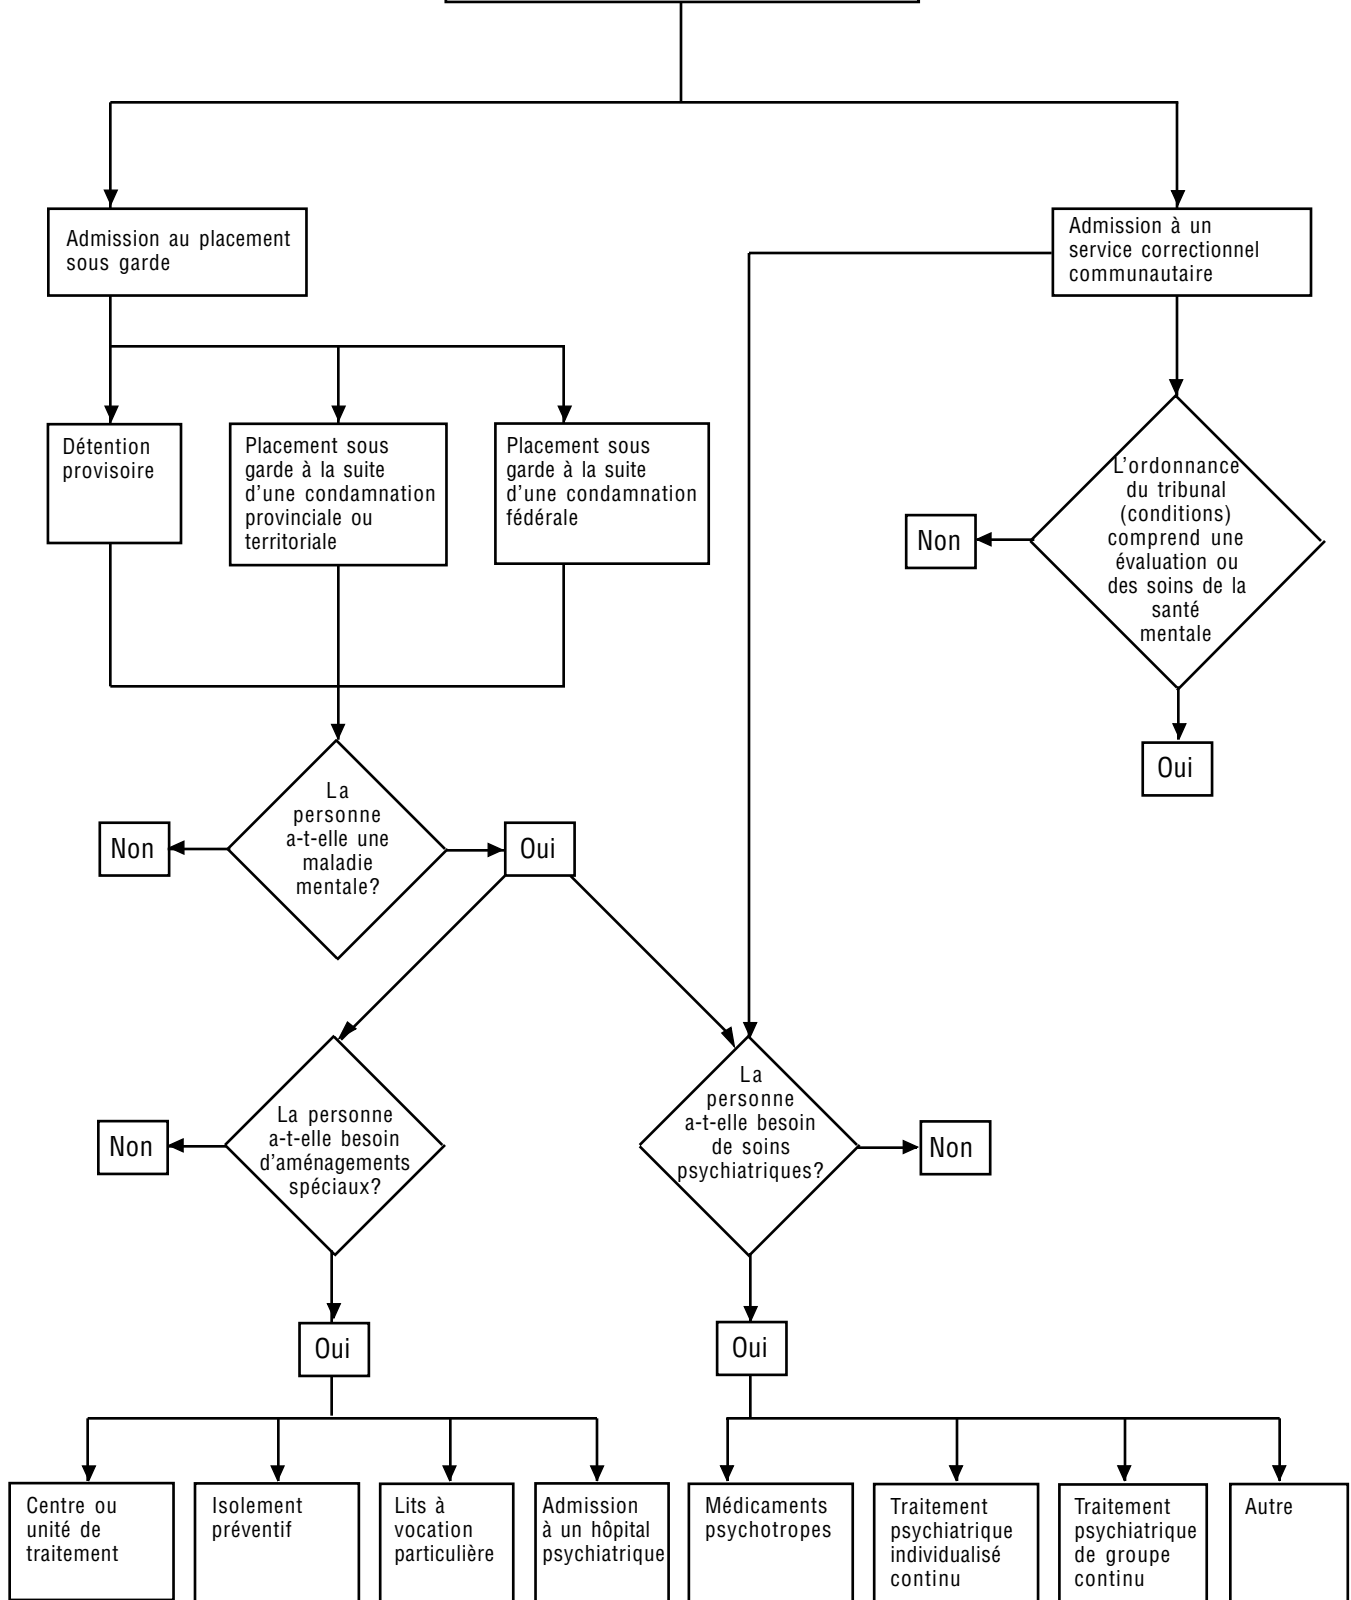 Admission au placement
sous garde
Admission à un
service correctionnel
communautaire
Détention
provisoire
Placement sous
garde à la suite
d'une condamnation
provinciale ou
territoriale
Placement sous
garde à la suite
d'une condamnation
fédérale
L'ordonnance
du tribunal
(conditions)
comprend une
évaluation ou
des soins de la
santé
mentale
Non
Oui
La
personne
a-t-elle une
maladie
mentale?
Non
Oui
La personne
a-t-elle besoin
d'aménagements
spéciaux?
Non
La
personne
a-t-elle besoin
de soins
psychiatriques?
Non
Oui
Oui
Centre ou
unité de
traitement
Isolement
préventif
Lits à
vocation
particulière
Admission
à un hôpital
psychiatrique
Médicaments
psychotropes
Traitement
psychiatrique
individualisé
continu
Traitement
psychiatrique
de groupe
continu
Autre